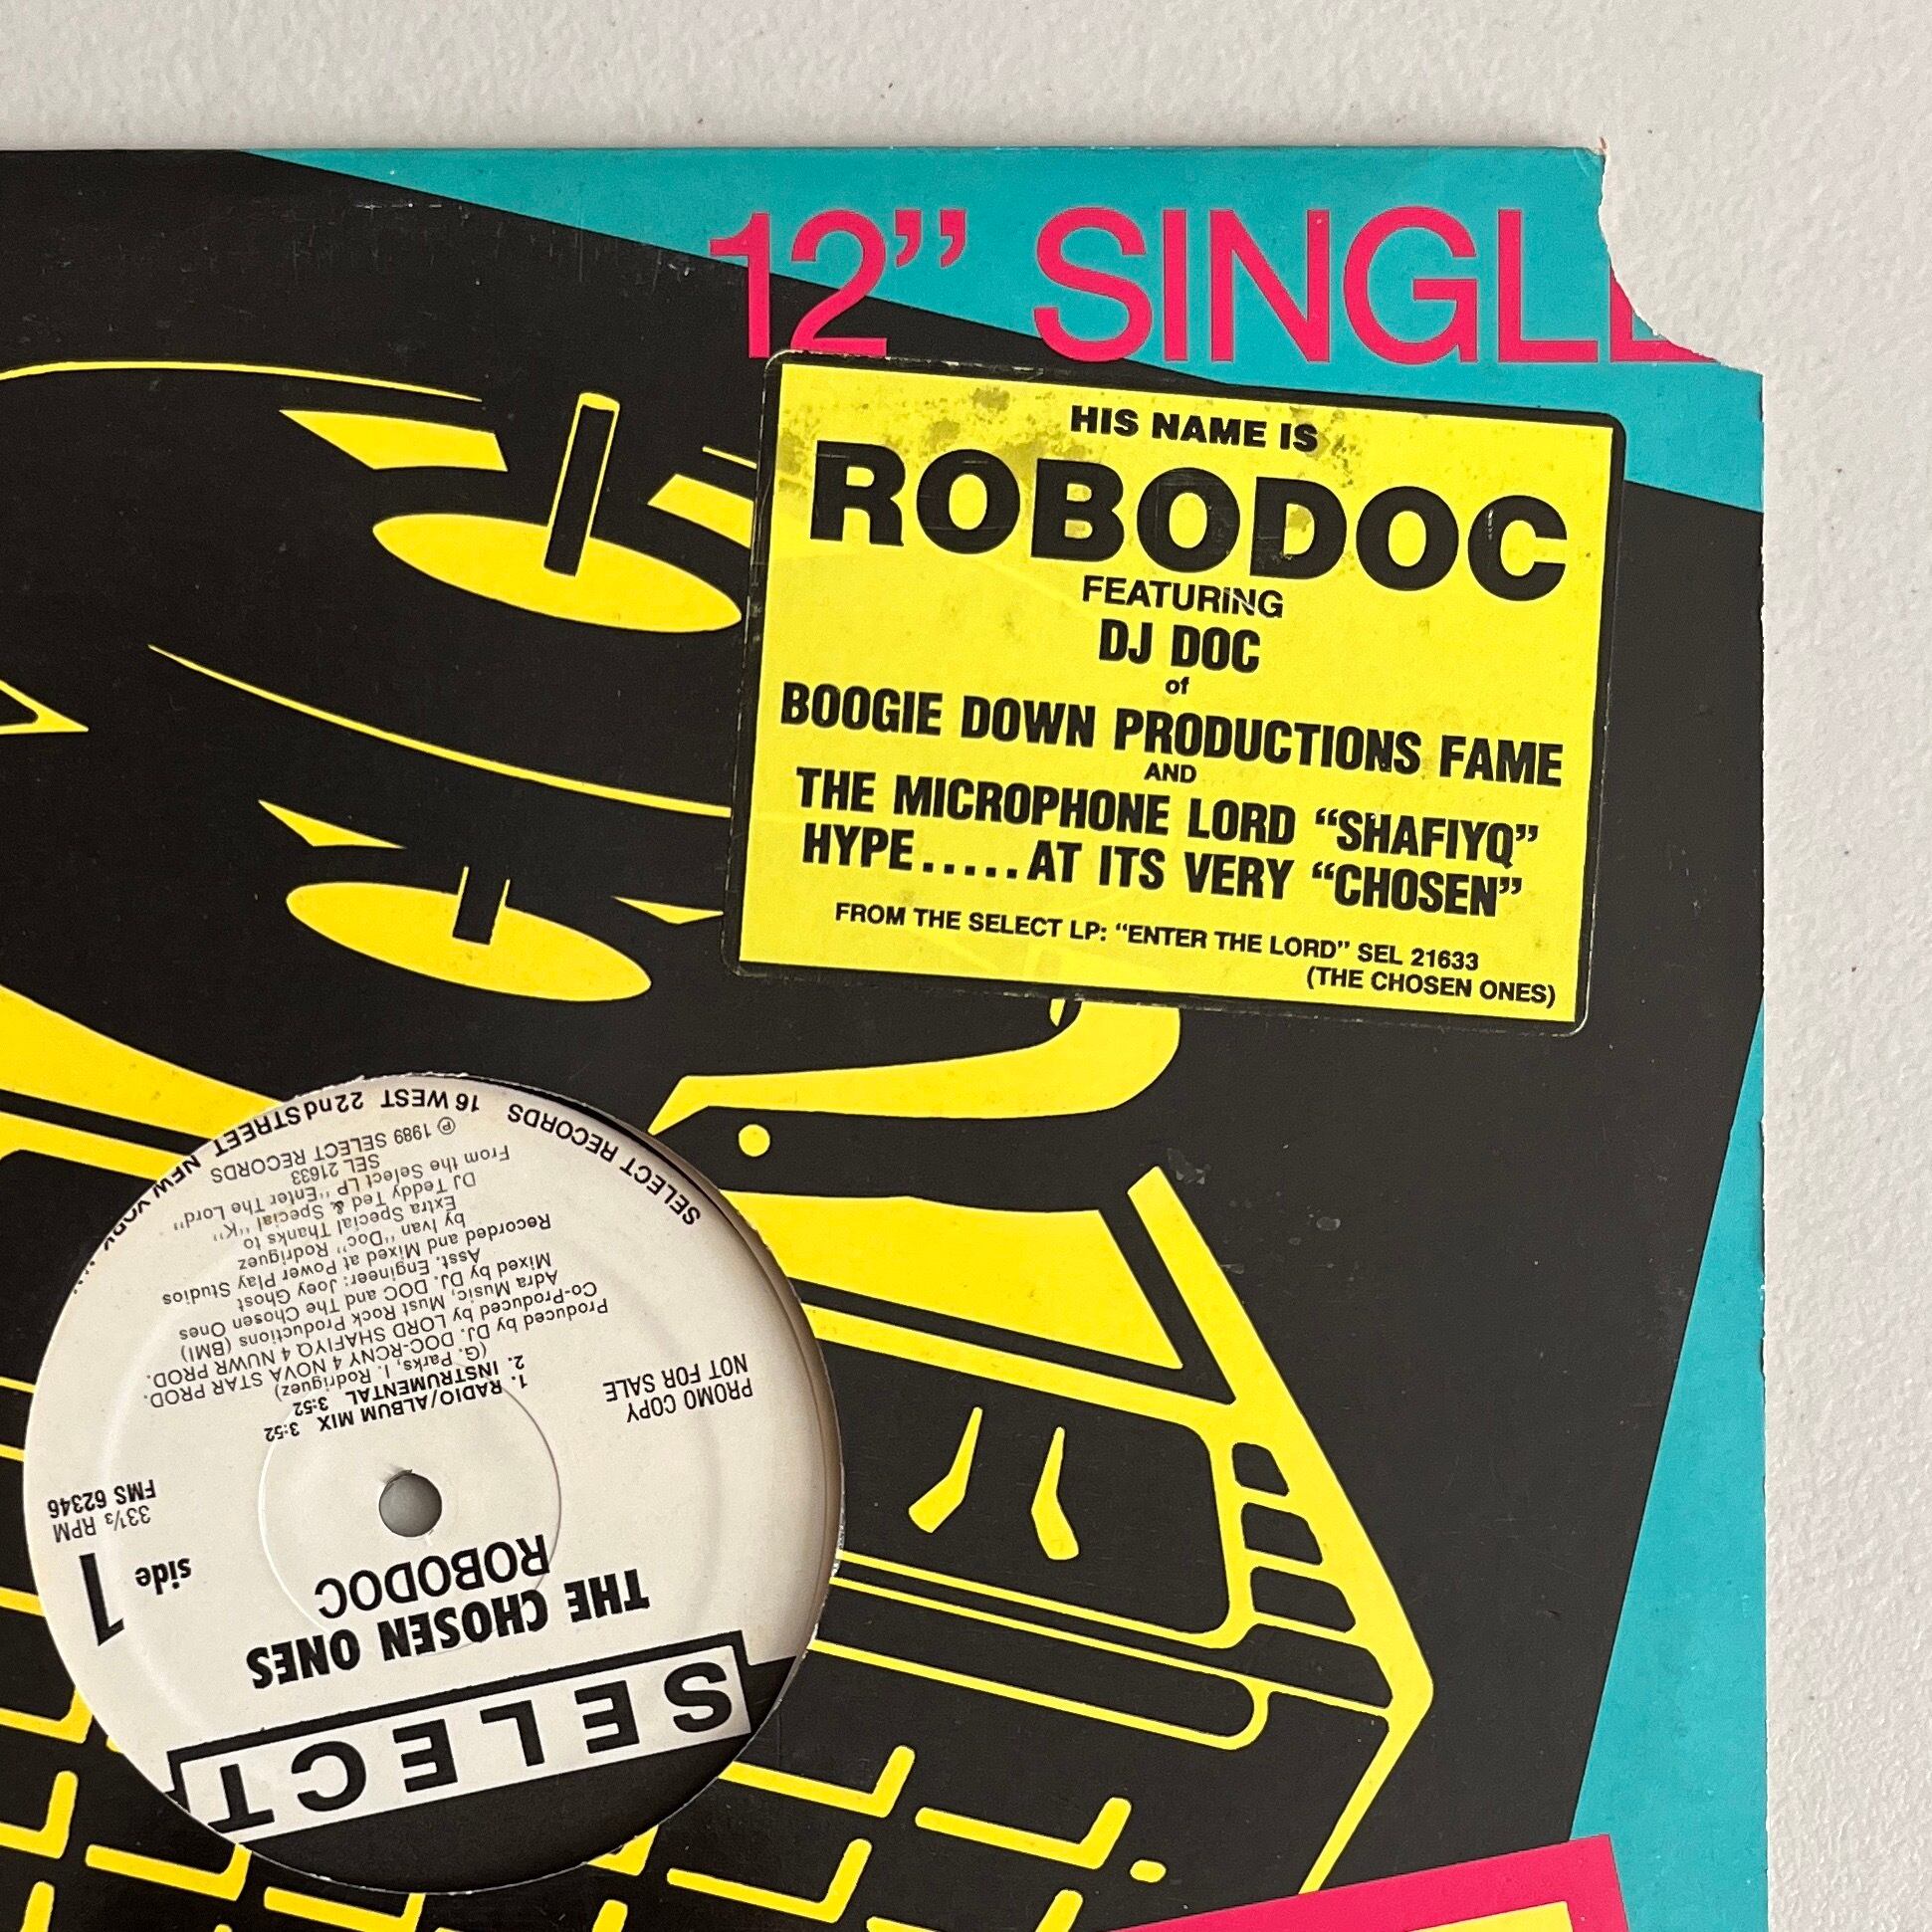 12” SINGL
HIS NAME IS
ROBODOC
FEATURING
DJ DOC
of
BOOGIE DOWN PRODUCTIONS FAME
AND
THE MICROPHONE LORD “SHAFIYQ”
HYPE.....AT ITS VERY “CHOSEN”
FROM THE SELECT LP: “ENTER THE LORD” SEL 21633
(THE CHOSEN ONES)
SELECT
THE CHOSEN ONES
ROBODOC
side 1
33⅓ RPM
FMS 62346
PROMO COPY
NOT FOR SALE
1. RADIO/ALBUM MIX 3:52
2. INSTRUMENTAL 3:52
(G. Parks, I. Rodriguez)
Produced by DJ. DOC-RCNY 4 NOVA STAR PROD.
Co-Produced by LORD SHAFIYQ 4 NUWR PROD.
Adra Music, Must Rock Productions (BMI)
Mixed by DJ. DOC and The Chosen Ones
Asst. Engineer: Joey Ghost
Recorded and Mixed at Power Play Studios
by Ivan "Doc" Rodriguez
Extra Special Thanks to
DJ Teddy Ted & Special "K"
From the Select LP "Enter The Lord"
SEL 21633
℗ 1989 SELECT RECORDS
SELECT RECORDS 16 WEST 22nd STREET NEW YORK